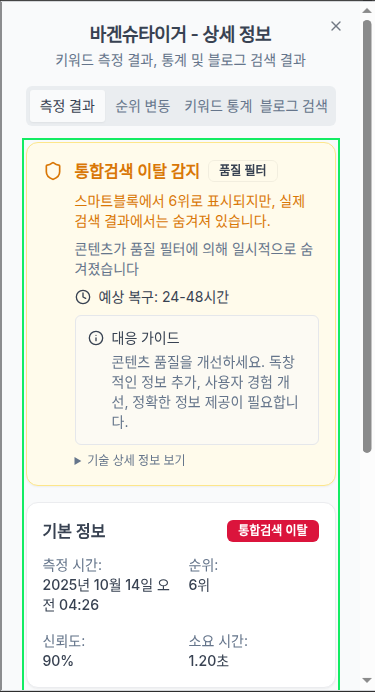 바겐슈타이거 - 상세 정보
키워드 측정 결과, 통계 및 블로그 검색 결과
측정 결과 순위 변동 키워드 통계 블로그 검색
통합검색 이탈 감지 품질 필터
스마트블록에서 6위로 표시되지만, 실제
검색 결과에서는 숨겨져 있습니다.
콘텐츠가 품질 필터에 의해 일시적으로 숨
겨졌습니다
예상 복구: 24-48시간
대응 가이드
콘텐츠 품질을 개선하세요. 독창
적인 정보 추가, 사용자 경험 개
선, 정확한 정보 제공이 필요합니
다.
▶ 기술 상세 정보 보기
기본 정보 통합검색 이탈
측정 시간: 순위:
2025년 10월 14일 오 6위
전 04:26
신뢰도: 소요 시간:
90% 1.20초